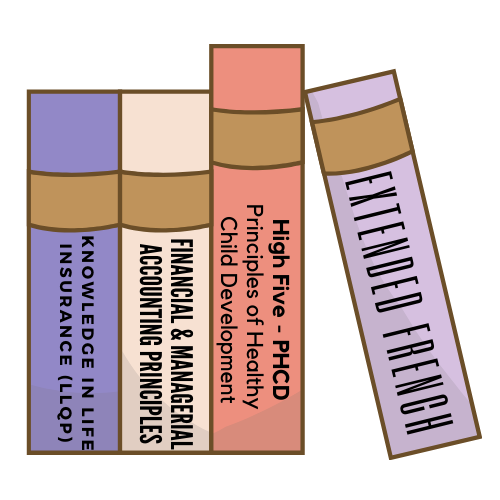 KNOWLEDGE IN LIFE
INSURANCE (LLQP)
FINANCIAL & MANAGERIAL
ACCOUNTING PRINCIPLES
High Five - PHCD
Principles of Healthy
Child Development
EXTENDED FRENCH